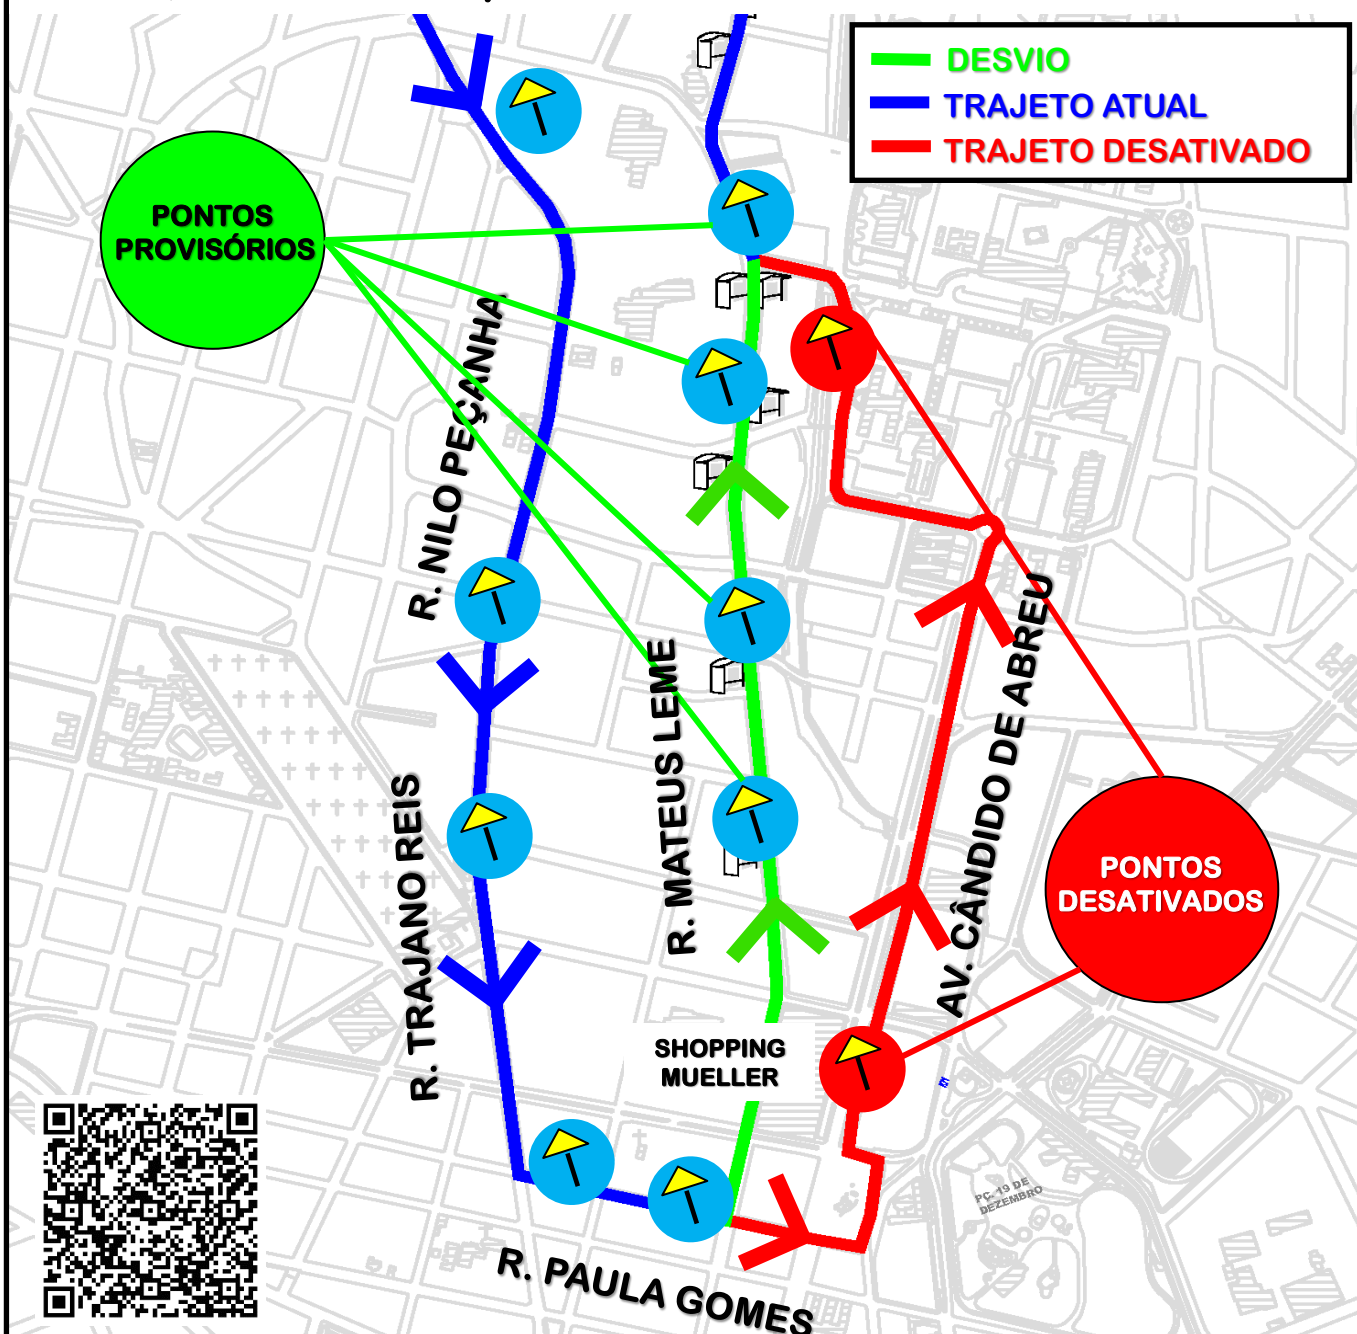 DESVIO
TRAJETO ATUAL
TRAJETO DESATIVADO
PONTOS
PROVISÓRIOS
R. NILO PEÇANHA
R. MATEUS LEME
AV. CÂNDIDO DE ABREU
R. TRAJANO REIS
PONTOS
DESATIVADOS
SHOPPING
MUELLER
PÇ. 19 DE
DEZEMBRO
R. PAULA GOMES